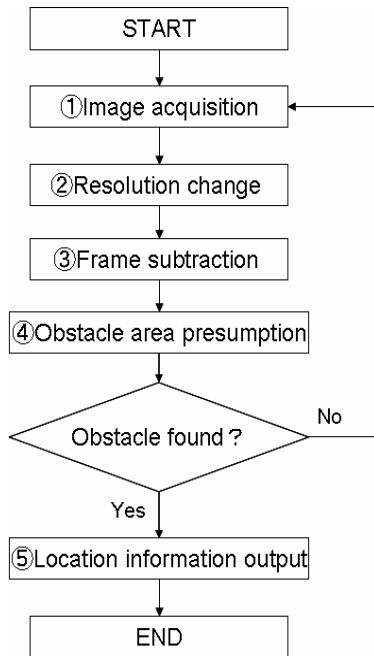 START
①Image acquisition
②Resolution change
③Frame subtraction
④Obstacle area presumption
Obstacle found?
No
Yes
⑤Location information output
END